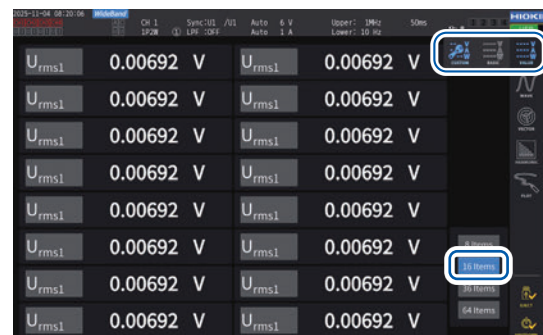 2025-11-04 08:20:06 WideBand CH 1 Sync:U1 /U1 Auto 6 V Upper: 1MHz 50ms HIOKI
1P2W ① LPF :OFF Auto 1 A Lower: 10 Hz
CUSTOM BASIC VALUE
Urms1 0.00692 V Urms1 0.00692 V
WAVE
Urms1 0.00692 V Urms1 0.00692 V
VECTOR
Urms1 0.00692 V Urms1 0.00692 V
Urms1 0.00692 V Urms1 0.00692 V
PLOT
Urms1 0.00692 V Urms1 0.00692 V
Urms1 0.00692 V Urms1 0.00692 V
8 Items
16 Items
Urms1 0.00692 V Urms1 0.00692 V
36 Items
64 Items
Urms1 0.00692 V Urms1 0.00692 V